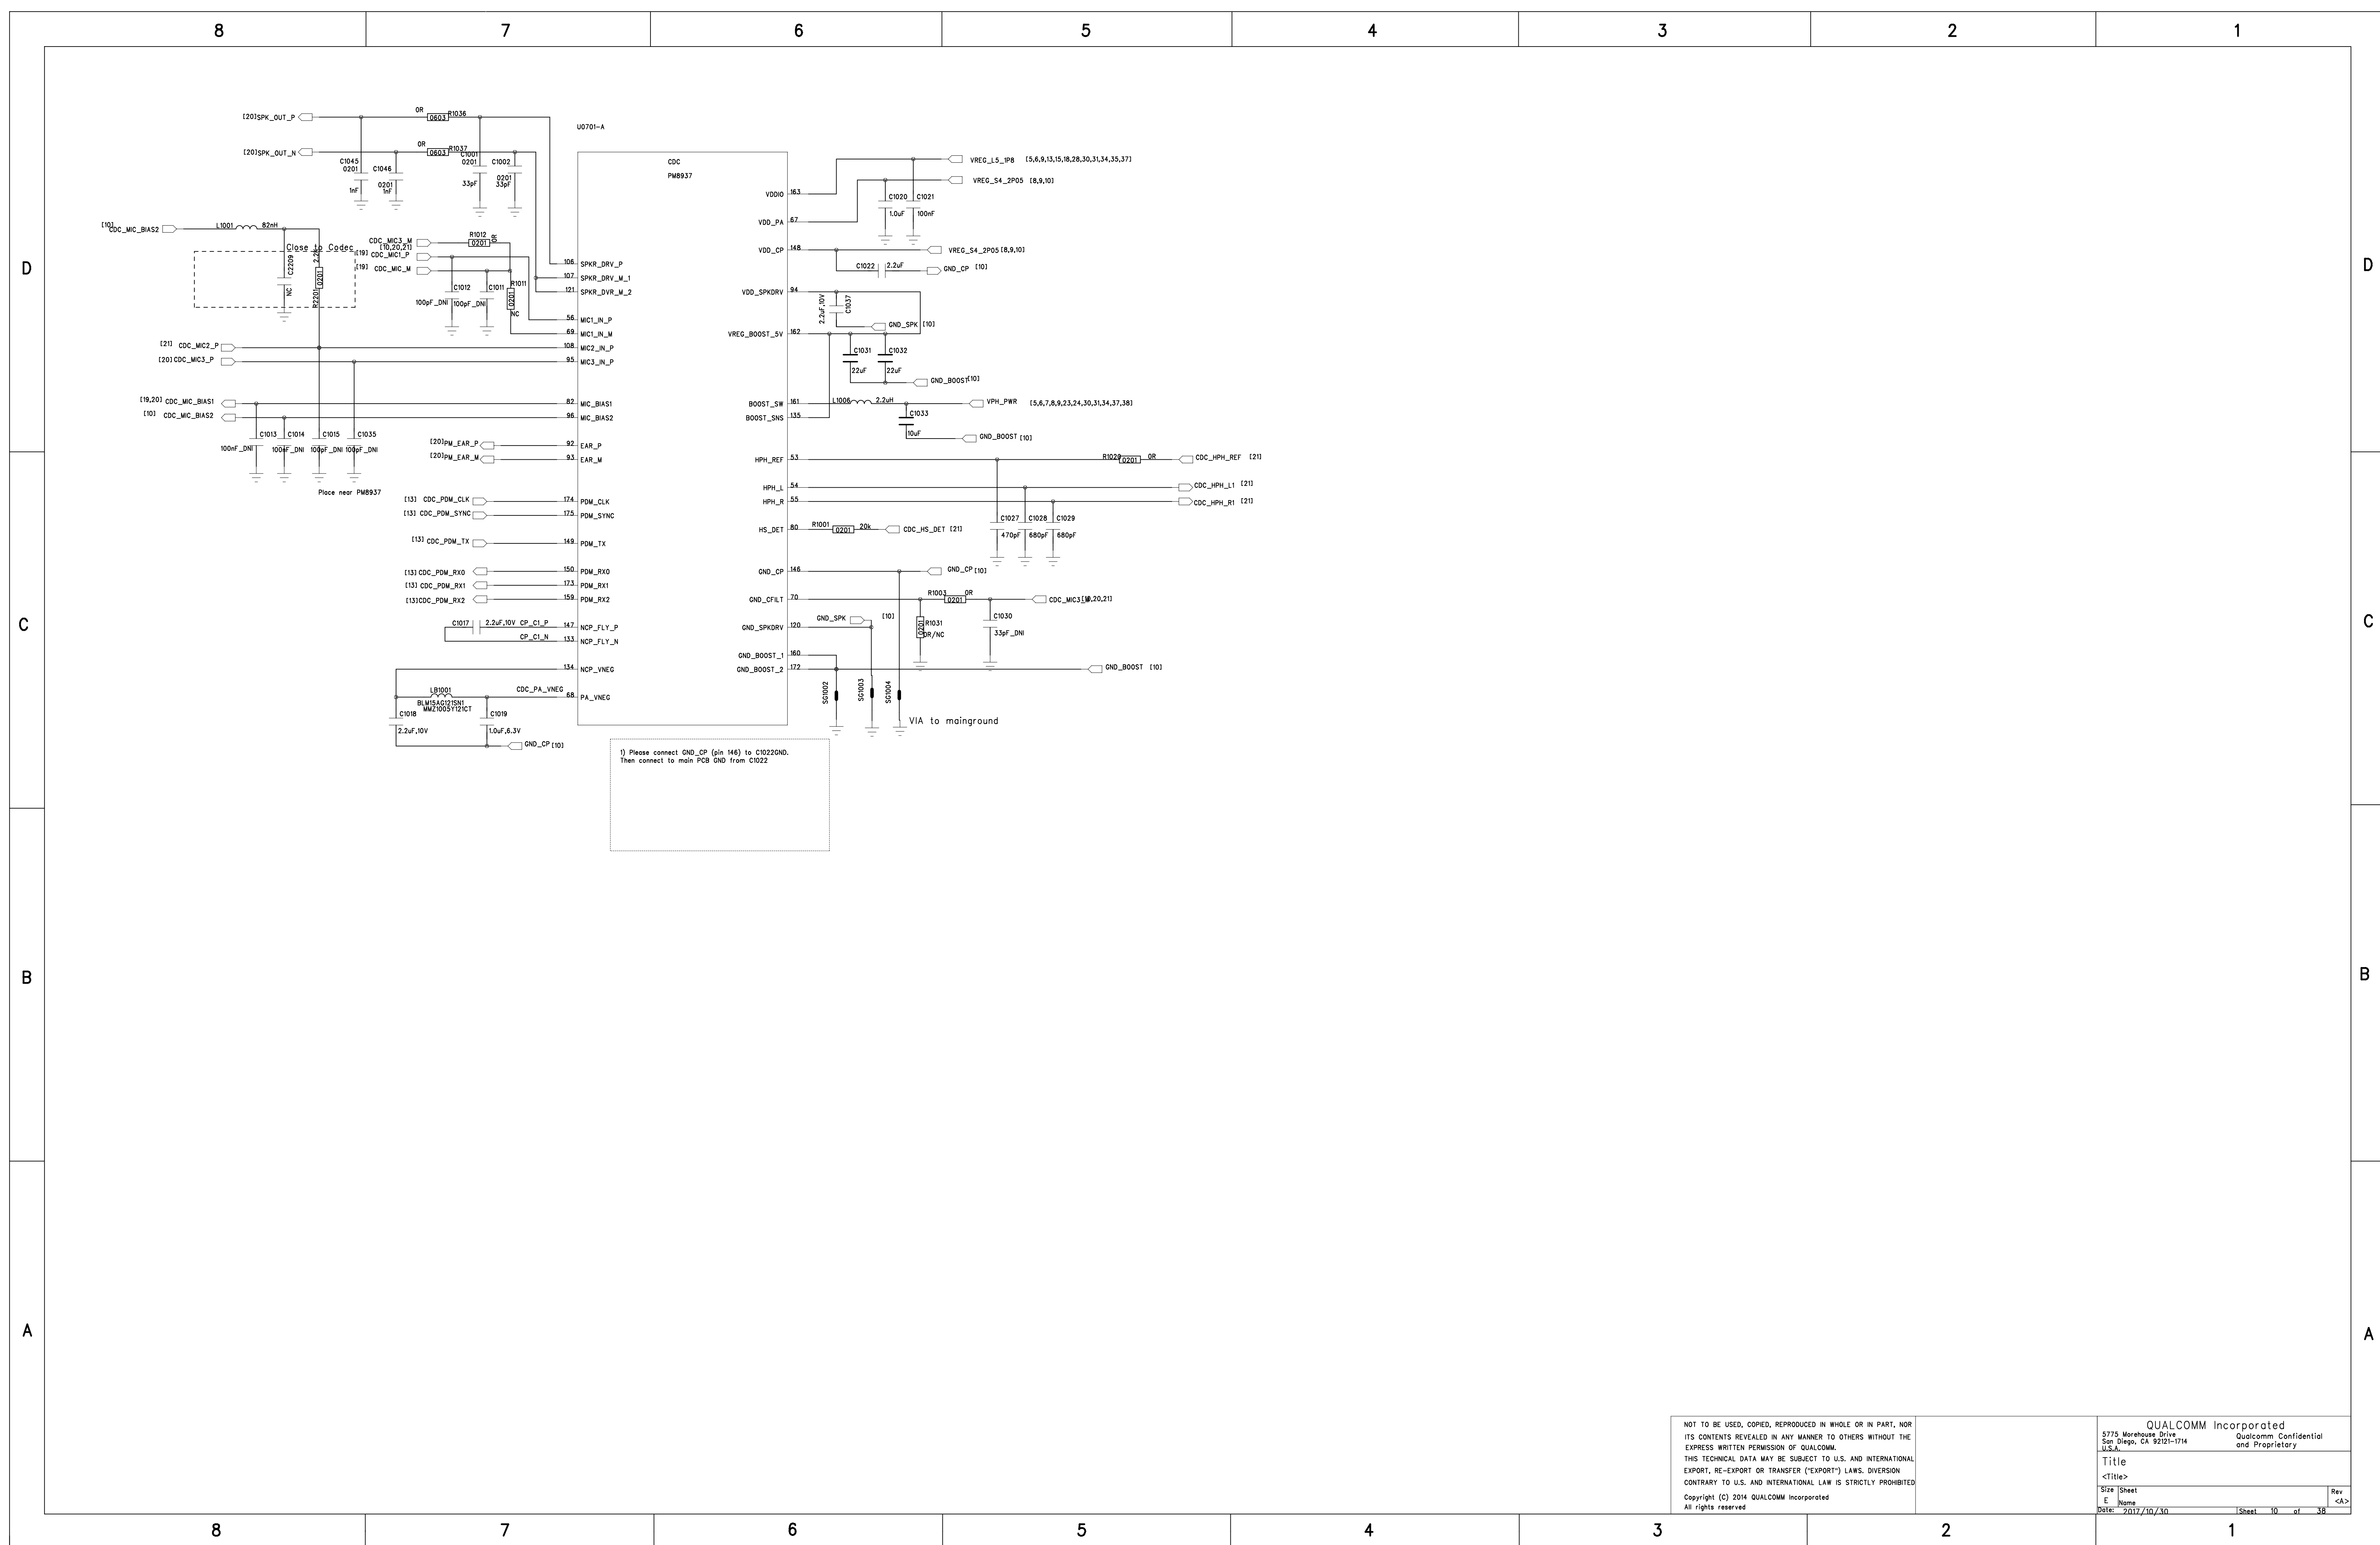 8 7 6 5 4 3 2 1
D D
C C
B B
A A
[20]SPK_OUT_P
0R
0603
R1036
[20]SPK_OUT_N
0R
0603
R1037
C1045
0201
1nF
C1046
0201
1nF
C1001
0201
33pF
C1002
0201
33pF
[10]
CDC_MIC_BIAS2
L1001 82nH
Close to Codec
C2209
NC
R2201
0201
CDC_MIC3_M
[10,20,21]
R1012
0201
0R
[19] CDC_MIC1_P
[19] CDC_MIC_M
C1012
100pF_DNI
C1011
100pF_DNI
R1011
0201
NC
[21] CDC_MIC2_P
[20] CDC_MIC3_P
[19,20] CDC_MIC_BIAS1
[10] CDC_MIC_BIAS2
C1013
100nF_DNI
C1014
100nF_DNI
C1015
100pF_DNI
C1035
100pF_DNI
Place near PM8937
[20]PM_EAR_P
[20]PM_EAR_M
[13] CDC_PDM_CLK
[13] CDC_PDM_SYNC
[13] CDC_PDM_TX
[13] CDC_PDM_RX0
[13] CDC_PDM_RX1
[13]CDC_PDM_RX2
C1017 2.2uF,10V CP_C1_P
CP_C1_N
LB1001
BLM15AG121SN1
MMZ1005Y121CT
CDC_PA_VNEG
C1018
2.2uF,10V
C1019
1.0uF,6.3V
GND_CP [10]
U0701-A
CDC
PM8937
106 SPKR_DRV_P
107 SPKR_DRV_M_1
121 SPKR_DVR_M_2
56 MIC1_IN_P
69 MIC1_IN_M
108 MIC2_IN_P
95 MIC3_IN_P
82 MIC_BIAS1
96 MIC_BIAS2
92 EAR_P
93 EAR_M
174 PDM_CLK
175 PDM_SYNC
149 PDM_TX
150 PDM_RX0
173 PDM_RX1
159 PDM_RX2
147 NCP_FLY_P
133 NCP_FLY_N
134 NCP_VNEG
68 PA_VNEG
VDDIO 163
VDD_PA 67
VDD_CP 148
VDD_SPKDRV 94
VREG_BOOST_5V 162
BOOST_SW 161
BOOST_SNS 135
HPH_REF 53
HPH_L 54
HPH_R 55
HS_DET 80
GND_CP 146
GND_CFILT 70
GND_SPKDRV 120
GND_BOOST_1 160
GND_BOOST_2 172
VREG_L5_1P8 [5,6,9,13,15,18,28,30,31,34,35,37]
VREG_S4_2P05 [8,9,10]
C1020
1.0uF
C1021
100nF
VREG_S4_2P05 [8,9,10]
C1022 2.2uF
GND_CP [10]
2.2uF,10V
C1037
GND_SPK [10]
C1031
22uF
C1032
22uF
GND_BOOST[10]
L1006 2.2uH
VPH_PWR [5,6,7,8,9,23,24,30,31,34,37,38]
C1033
10uF
GND_BOOST [10]
R1020
0201
0R
CDC_HPH_REF [21]
CDC_HPH_L1 [21]
CDC_HPH_R1 [21]
C1027
470pF
C1028
680pF
C1029
680pF
R1001
0201
20k
CDC_HS_DET [21]
GND_CP [10]
R1003
0201
0R
CDC_MIC3_M [10,20,21]
R1031
0201
0R/NC
C1030
33pF_DNI
GND_SPK [10]
GND_BOOST [10]
SG1002
SG1003
SG1004
VIA to mainground
1) Please connect GND_CP (pin 146) to C1022GND.
Then connect to main PCB GND from C1022
NOT TO BE USED, COPIED, REPRODUCED IN WHOLE OR IN PART, NOR
ITS CONTENTS REVEALED IN ANY MANNER TO OTHERS WITHOUT THE
EXPRESS WRITTEN PERMISSION OF QUALCOMM.
THIS TECHNICAL DATA MAY BE SUBJECT TO U.S. AND INTERNATIONAL
EXPORT, RE-EXPORT OR TRANSFER ("EXPORT") LAWS. DIVERSION
CONTRARY TO U.S. AND INTERNATIONAL LAW IS STRICTLY PROHIBITED
Copyright (C) 2014 QUALCOMM Incorporated
All rights reserved
QUALCOMM Incorporated
5775 Morehouse Drive
San Diego, CA 92121-1714
U.S.A.
Qualcomm Confidential
and Proprietary
Title
<Title>
Size
E
Sheet
Name
Rev
<A>
Date: 2017/10/30
Sheet 10 of 38
8 7 6 5 4 3 2 1